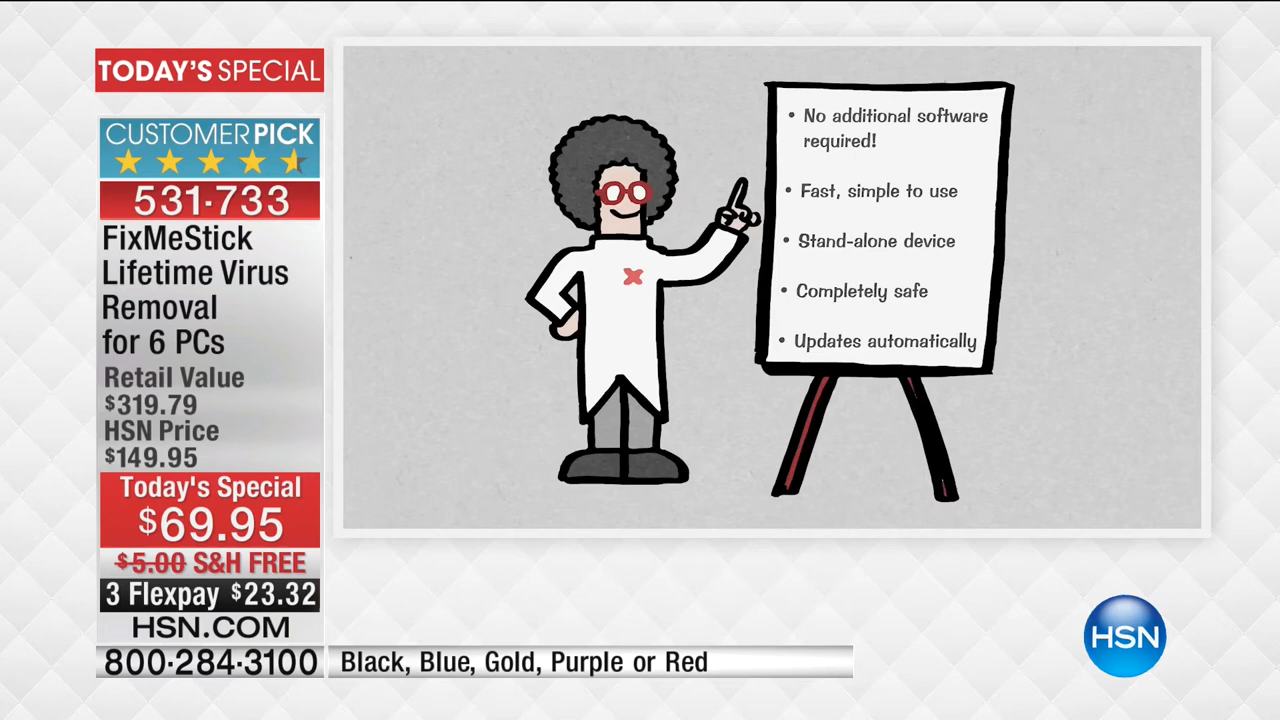 TODAY'S SPECIAL
CUSTOMERPICK
531·733
FixMeStick
Lifetime Virus
Removal
for 6 PCs
Retail Value
$319.79
HSN Price
$149.95
Today's Special
$69.95
$5.00 S&H FREE
3 Flexpay $23.32
HSN.COM
800·284·3100
Black, Blue, Gold, Purple or Red
• No additional software
required!
• Fast, simple to use
• Stand-alone device
• Completely safe
• Updates automatically
HSN